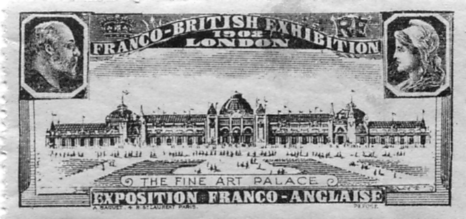 FRANCO-BRITISH EXHIBITION
1908
LONDON
RF
THE FINE ART PALACE
EXPOSITION FRANCO-ANGLAISE